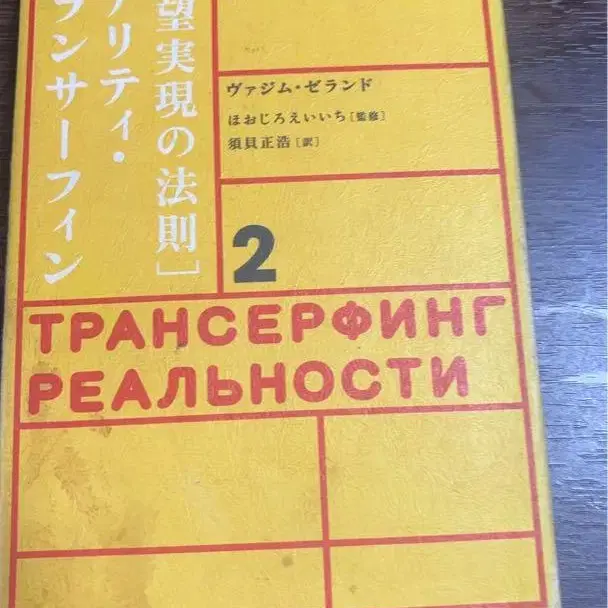 望実現の法則］
アリティ・
ランサーフィン
ヴァジム・ゼランド
ほおじろえいいち［監修］
須貝正浩［訳］
2
ТРАНСЕРФИНГ
РЕАЛЬНОСТИ